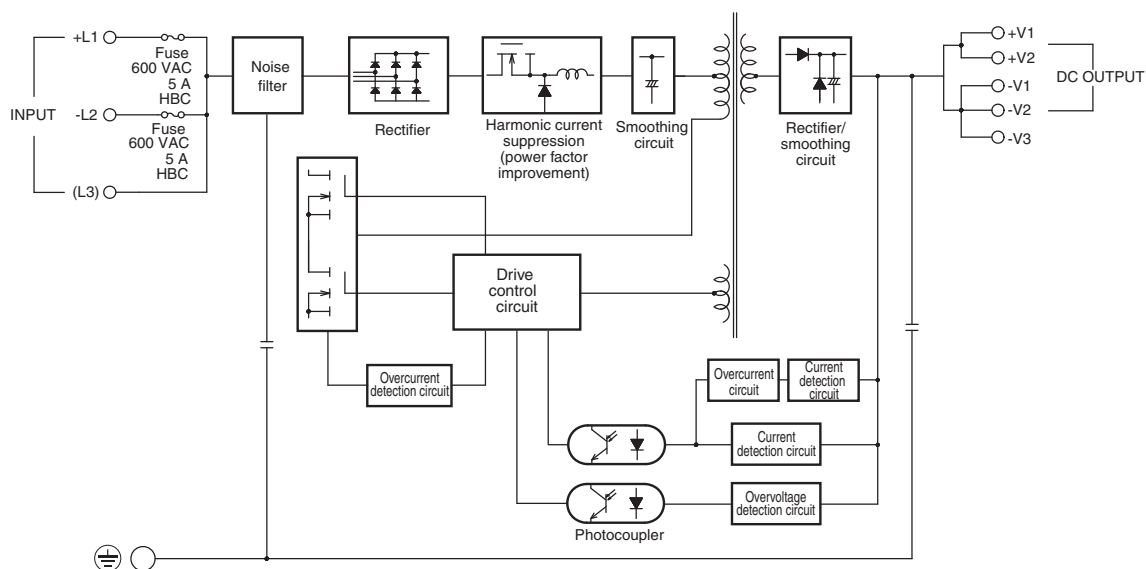 +L1
Fuse
600 VAC
5 A
HBC
INPUT
-L2
Fuse
600 VAC
5 A
HBC
(L3)
Noise
filter
Rectifier
Harmonic current
suppression
(power factor
improvement)
Smoothing
circuit
Rectifier/
smoothing
circuit
+V1
+V2
-V1
-V2
-V3
DC OUTPUT
Drive
control
circuit
Overcurrent
detection circuit
Overcurrent
circuit
Current
detection
circuit
Current
detection circuit
Overvoltage
detection circuit
Photocoupler